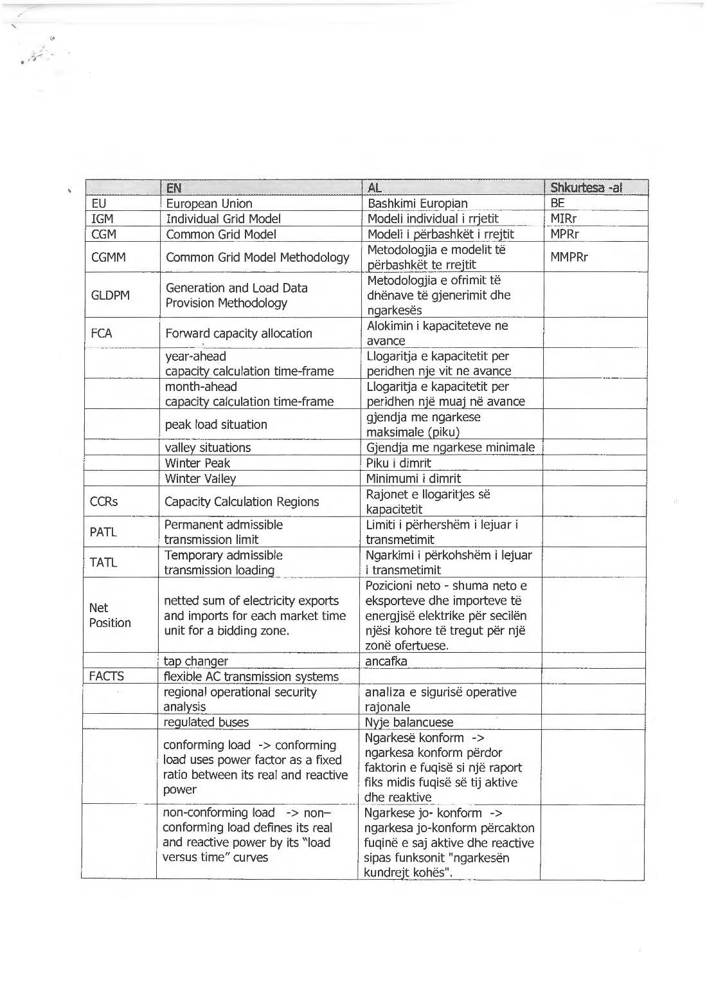 EN AL Shkurtesa -al
EU European Union Bashkimi Europian BE
IGM Individual Grid Model Modeli individual i rrjetit MIRr
CGM Common Grid Model Modeli i përbashkët i rrejtit MPRr
CGMM Common Grid Model Methodology Metodologjia e modelit të
përbashkët te rrejtit MMPRr
GLDPM Generation and Load Data
Provision Methodology
Metodologjia e ofrimit të
dhënave të gjenerimit dhe
ngarkesës
FCA Forward capacity allocation Alokimin i kapaciteteve ne
avance
year-ahead
capacity calculation time-frame
Llogaritja e kapacitetit per
peridhen nje vit ne avance
month-ahead
capacity calculation time-frame
Llogaritja e kapacitetit per
peridhen një muaj në avance
peak load situation gjendja me ngarkese
maksimale (piku)
valley situations Gjendja me ngarkese minimale
Winter Peak Piku i dimrit
Winter Valley Minimumi i dimrit
CCRs Capacity Calculation Regions Rajonet e llogaritjes së
kapacitetit
PATL Permanent admissible
transmission limit
Limiti i përhershëm i lejuar i
transmetimit
TATL Temporary admissible
transmission loading
Ngarkimi i përkohshëm i lejuar
i transmetimit
Net
Position
netted sum of electricity exports
and imports for each market time
unit for a bidding zone.
Pozicioni neto - shuma neto e
eksporteve dhe importeve të
energjisë elektrike për secilën
njësi kohore të tregut për një
zonë ofertuese.
tap changer ancafka
FACTS flexible AC transmission systems
regional operational security
analysis
analiza e sigurisë operative
rajonale
regulated buses Nyje balancuese
conforming load -> conforming
load uses power factor as a fixed
ratio between its real and reactive
power
Ngarkesë konform ->
ngarkesa konform përdor
faktorin e fuqisë si një raport
fiks midis fuqisë së tij aktive
dhe reaktive
non-conforming load -> non–
conforming load defines its real
and reactive power by its "load
versus time" curves
Ngarkese jo- konform ->
ngarkesa jo-konform përcakton
fuqinë e saj aktive dhe reactive
sipas funksonit "ngarkesën
kundrejt kohës".